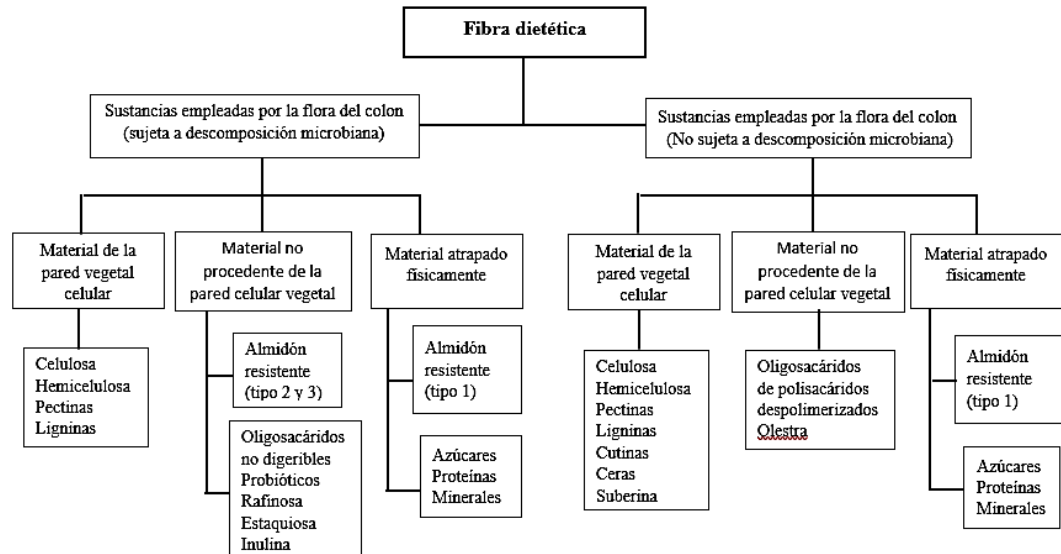 Fibra dietética
Sustancias empleadas por la flora del colon
(sujeta a descomposición microbiana)
Sustancias empleadas por la flora del colon
(No sujeta a descomposición microbiana)
Material de la
pared vegetal
celular
Material no
procedente de la
pared celular vegetal
Material atrapado
físicamente
Material de la
pared vegetal
celular
Material no
procedente de la
pared celular vegetal
Material atrapado
físicamente
Celulosa
Hemicelulosa
Pectinas
Ligninas
Almidón
resistente
(tipo 2 y 3)
Oligosacáridos
no digeribles
Probióticos
Rafinosa
Estaquiosa
Inulina
Almidón
resistente
(tipo 1)
Azúcares
Proteínas
Minerales
Celulosa
Hemicelulosa
Pectinas
Ligninas
Cutinas
Ceras
Suberina
Oligosacáridos
de polisacáridos
despolimerizados
Olestra
Almidón
resistente
(tipo 1)
Azúcares
Proteínas
Minerales